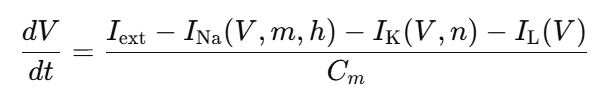 dV/dt = (I_ext − I_Na(V, m, h) − I_K(V, n) − I_L(V)) / C_m